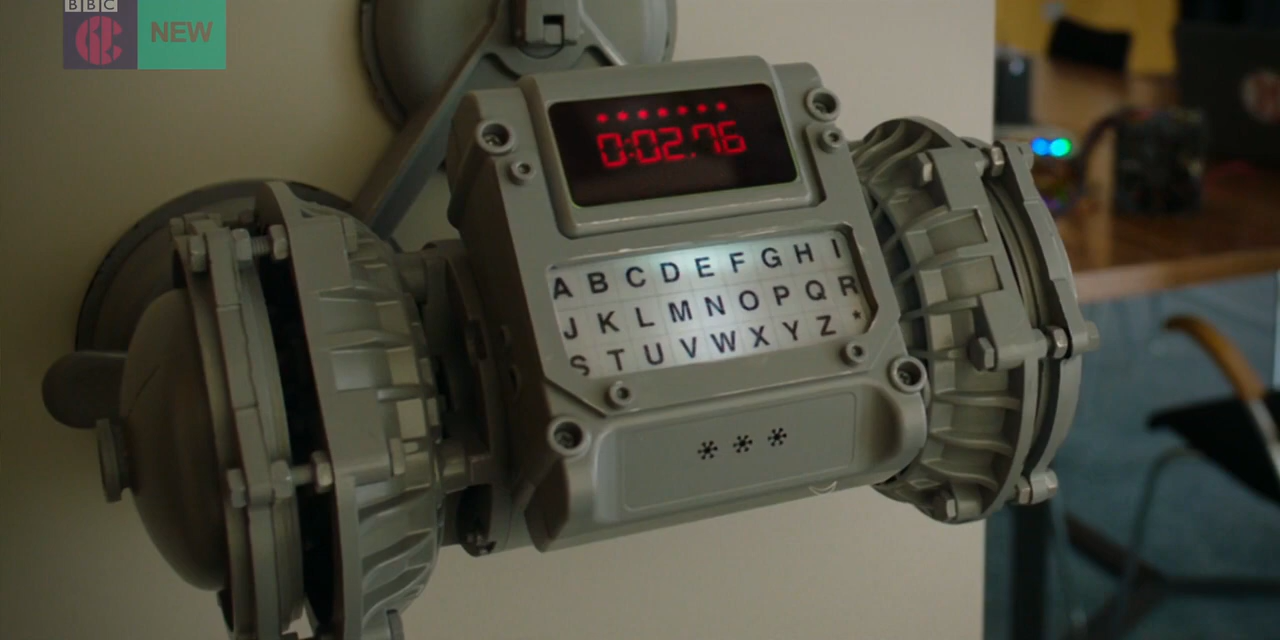 BBC
NEW
*******
0:02.76
A B C D E F G H I
J K L M N O P Q R
S T U V W X Y Z *
***